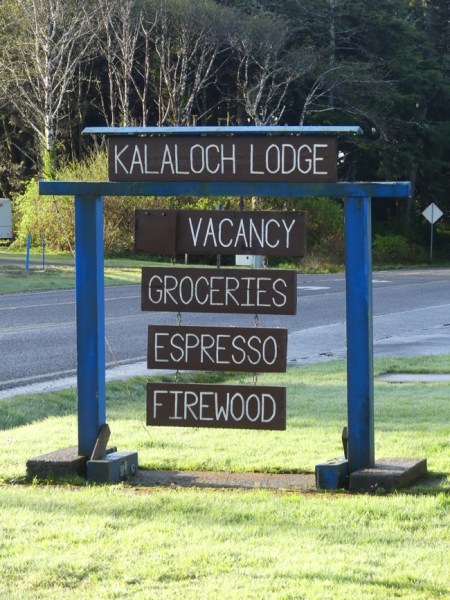 KALALOCH LODGE
VACANCY
GROCERIES
ESPRESSO
FIREWOOD